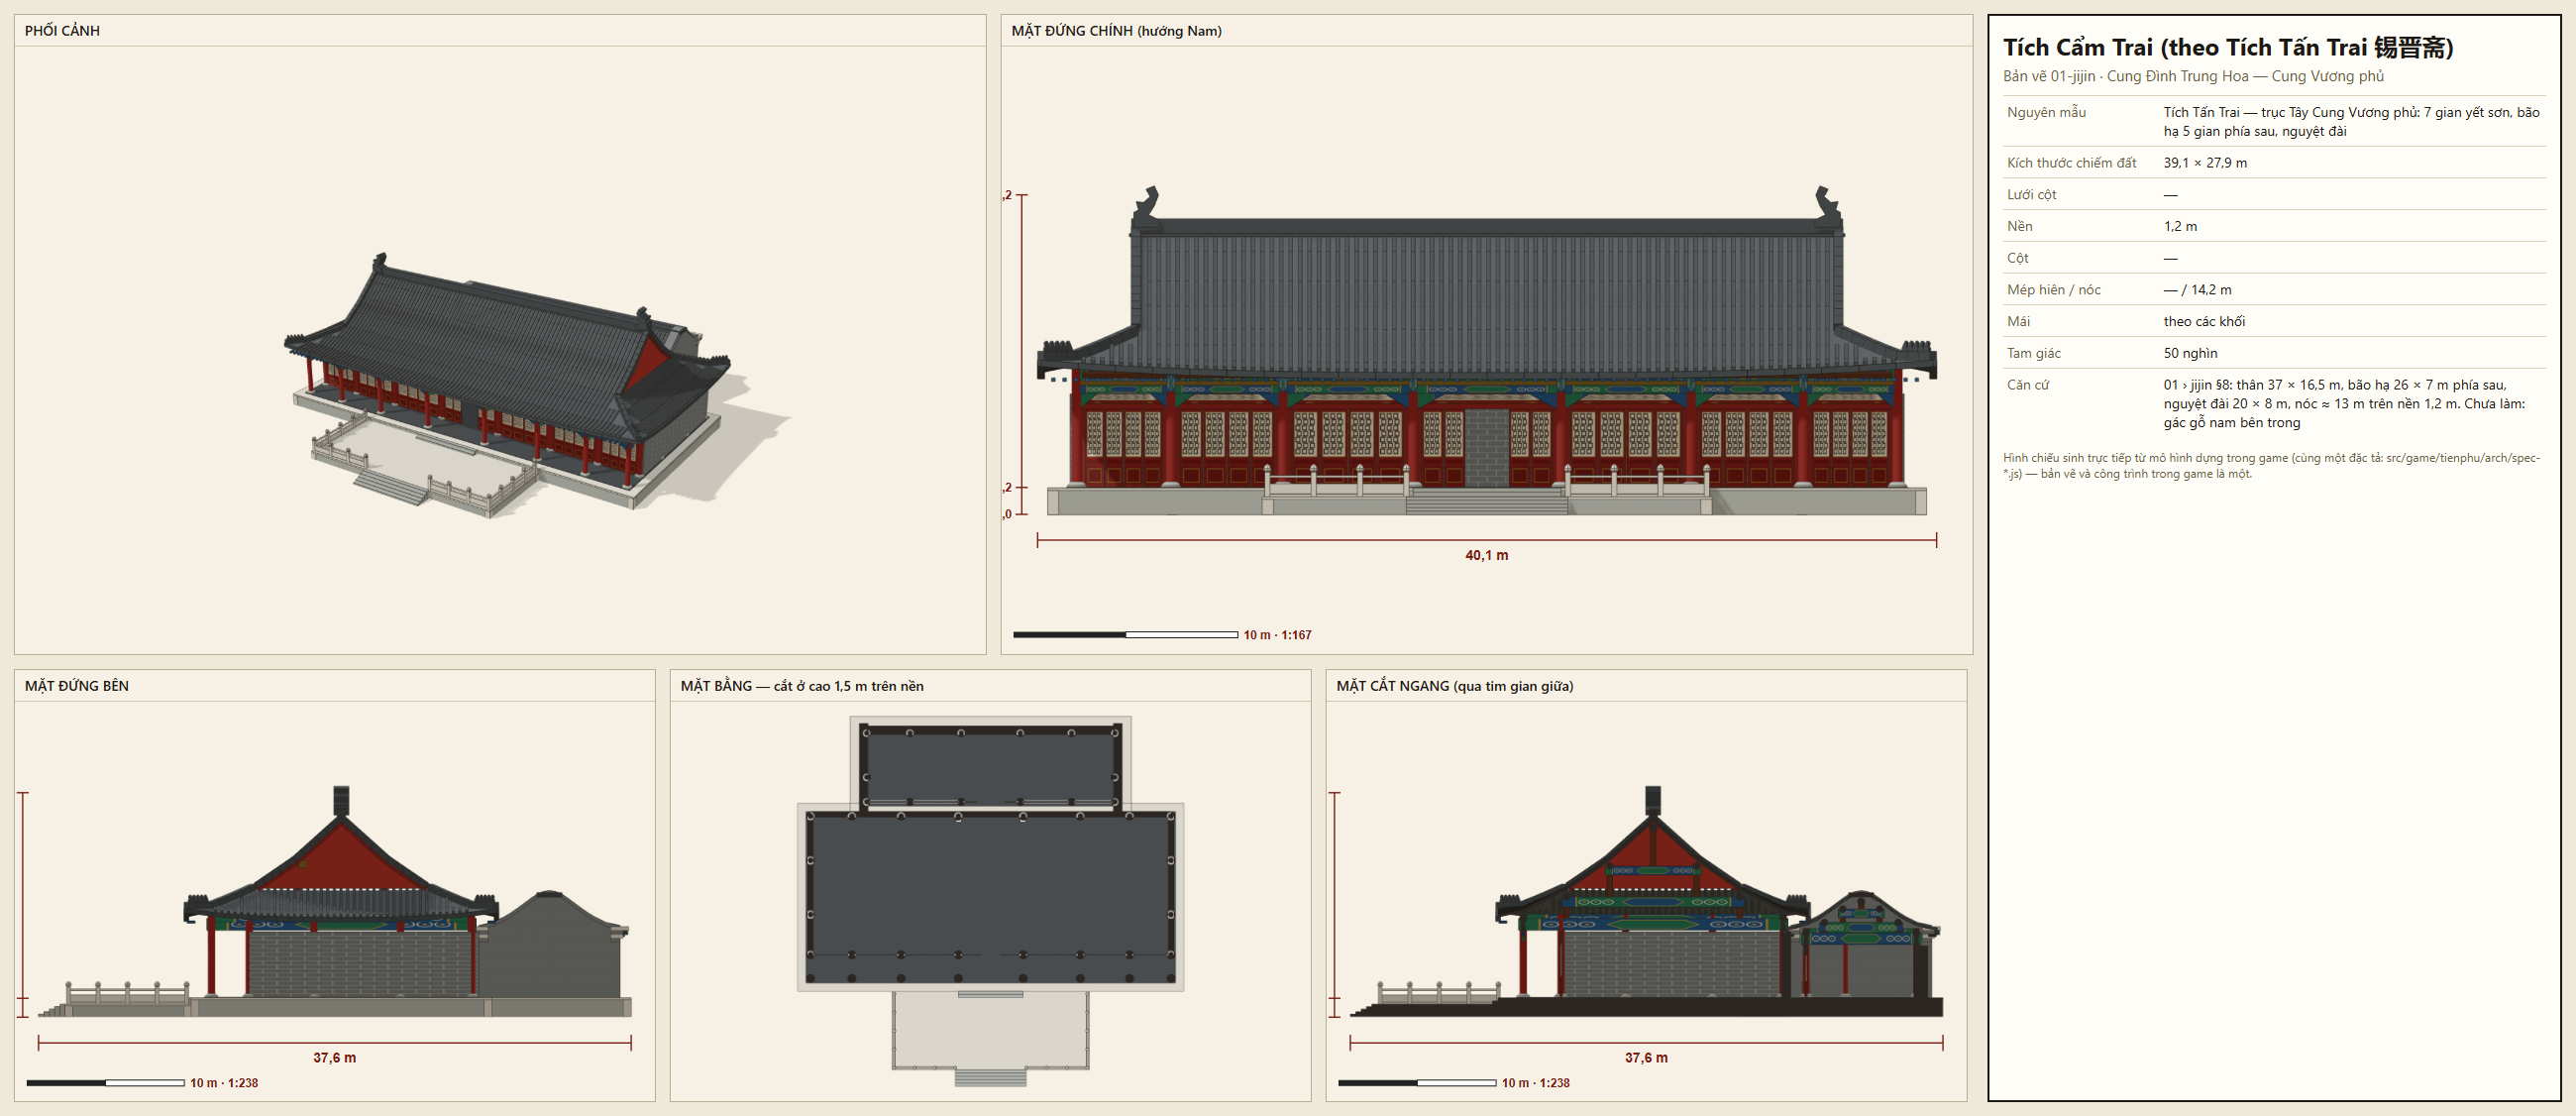 PHỐI CẢNH
MẶT ĐỨNG CHÍNH (hướng Nam)
,2
,2
,0
40,1 m
10 m · 1:167
MẶT ĐỨNG BÊN
37,6 m
10 m · 1:238
MẶT BẰNG — cắt ở cao 1,5 m trên nền
MẶT CẮT NGANG (qua tim gian giữa)
37,6 m
10 m · 1:238
Tích Cẩm Trai (theo Tích Tấn Trai 锡晋斋)
Bản vẽ 01-jijin · Cung Đình Trung Hoa — Cung Vương phủ
Nguyên mẫu Tích Tấn Trai — trục Tây Cung Vương phủ: 7 gian yết sơn, bão
hạ 5 gian phía sau, nguyệt đài
Kích thước chiếm đất 39,1 × 27,9 m
Lưới cột —
Nền 1,2 m
Cột —
Mép hiên / nóc — / 14,2 m
Mái theo các khối
Tam giác 50 nghìn
Căn cứ 01 › jijin §8: thân 37 × 16,5 m, bão hạ 26 × 7 m phía sau,
nguyệt đài 20 × 8 m, nóc ≈ 13 m trên nền 1,2 m. Chưa làm:
gác gỗ nam bên trong
Hình chiếu sinh trực tiếp từ mô hình dựng trong game (cùng một đặc tả: src/game/tienphu/arch/spec-
*.js) — bản vẽ và công trình trong game là một.